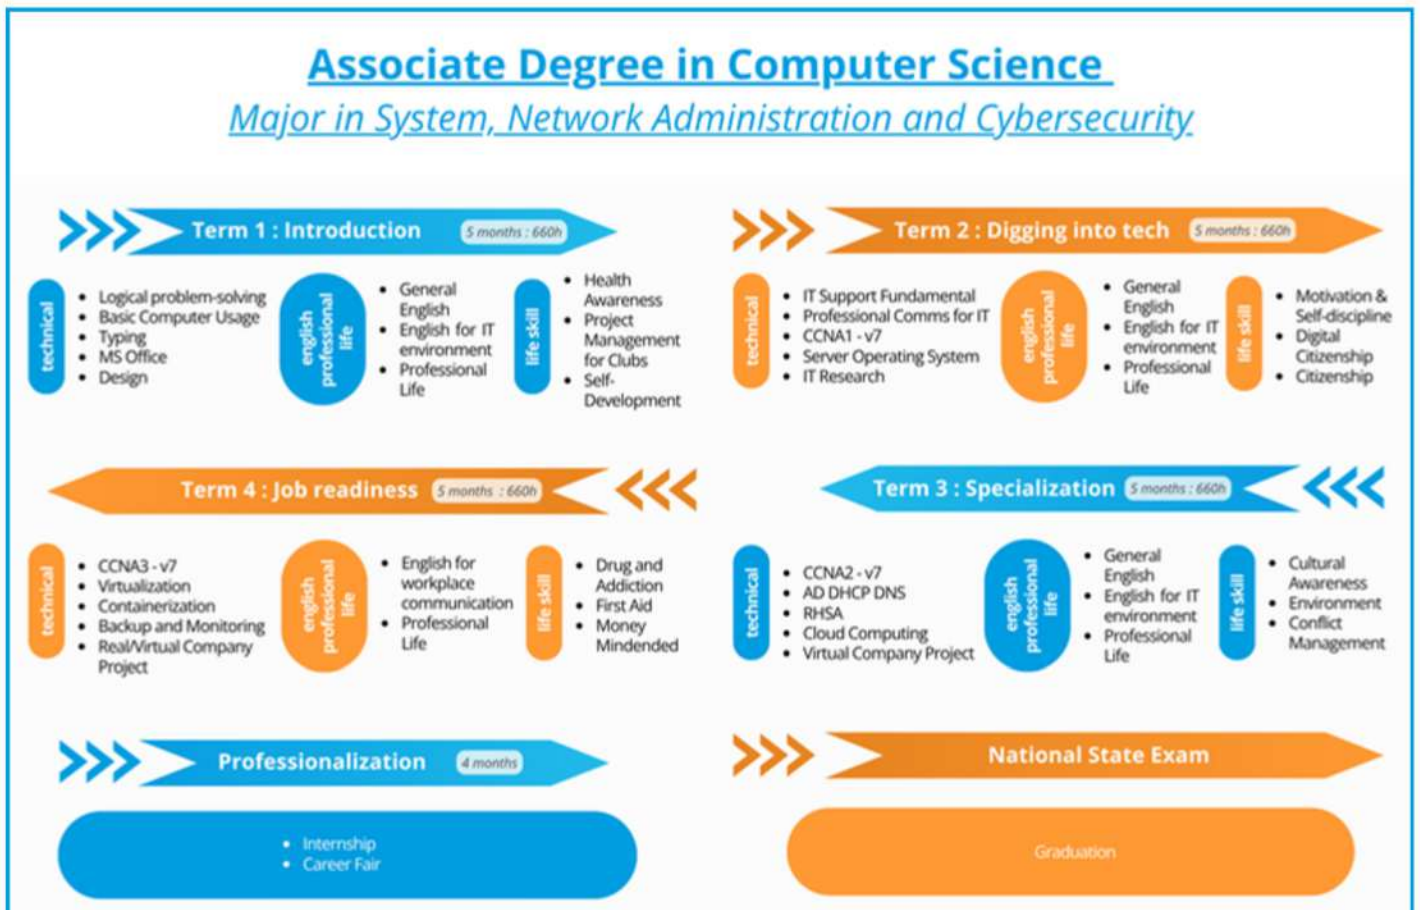 Associate Degree in Computer Science
Major in System, Network Administration and Cybersecurity
Term 1 : Introduction
5 months : 660h
technical
• Logical problem-solving
• Basic Computer Usage
• Typing
• MS Office
• Design
english
professional
life
• General
English
• English for IT
environment
• Professional
Life
life skill
• Health
Awareness
• Project
Management
for Clubs
• Self-
Development
Term 2 : Digging into tech
5 months : 660h
technical
• IT Support Fundamental
• Professional Comms for IT
• CCNA1 - v7
• Server Operating System
• IT Research
english
professional
life
• General
English
• English for IT
environment
• Professional
Life
life skill
• Motivation &
Self-discipline
• Digital
Citizenship
• Citizenship
Term 3 : Specialization
5 months : 660h
technical
• CCNA2 - v7
• AD DHCP DNS
• RHSA
• Cloud Computing
• Virtual Company Project
english
professional
life
• General
English
• English for IT
environment
• Professional
Life
life skill
• Cultural
Awareness
• Environment
• Conflict
Management
Term 4 : Job readiness
5 months : 660h
technical
• CCNA3 - v7
• Virtualization
• Containerization
• Backup and Monitoring
• Real/Virtual Company
Project
english
professional
life
• English for
workplace
communication
• Professional
Life
life skill
• Drug and
Addiction
• First Aid
• Money
Mindended
Professionalization
4 months
• Internship
• Career Fair
National State Exam
Graduation